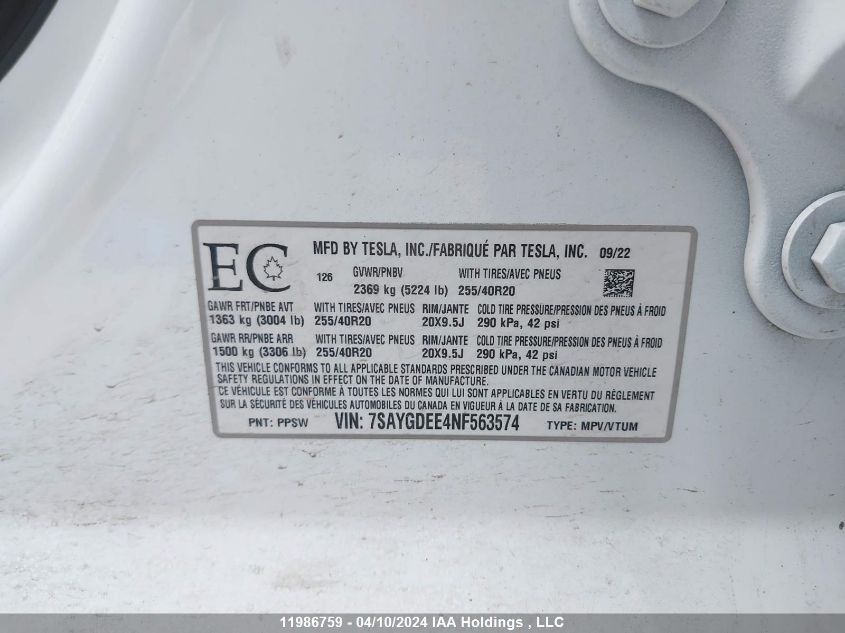 EC
MFD BY TESLA, INC./FABRIQUÉ PAR TESLA, INC. 09/22
126 GVWR/PNBV WITH TIRES/AVEC PNEUS
2369 kg (5224 lb) 255/40R20
GAWR FRT/PNBE AVT WITH TIRES/AVEC PNEUS RIM/JANTE COLD TIRE PRESSURE/PRESSION DES PNEUS À FROID
1363 kg (3004 lb) 255/40R20 20X9.5J 290 kPa, 42 psi
GAWR RR/PNBE ARR WITH TIRES/AVEC PNEUS RIM/JANTE COLD TIRE PRESSURE/PRESSION DES PNEUS À FROID
1500 kg (3306 lb) 255/40R20 20X9.5J 290 kPa, 42 psi
THIS VEHICLE CONFORMS TO ALL APPLICABLE STANDARDS PRESCRIBED UNDER THE CANADIAN MOTOR VEHICLE
SAFETY REGULATIONS IN EFFECT ON THE DATE OF MANUFACTURE.
CE VÉHICULE EST CONFORME À TOUTES LES NORMES QUI LUI SONT APPLICABLES EN VERTU DU RÈGLEMENT
SUR LA SÉCURITÉ DES VÉHICULES AUTOMOBILES DU CANADA EN VIGUEUR À LA DATE DE SA FABRICATION.
PNT: PPSW VIN: 7SAYGDEE4NF563574 TYPE: MPV/VTUM
11986759 - 04/10/2024 IAA Holdings , LLC